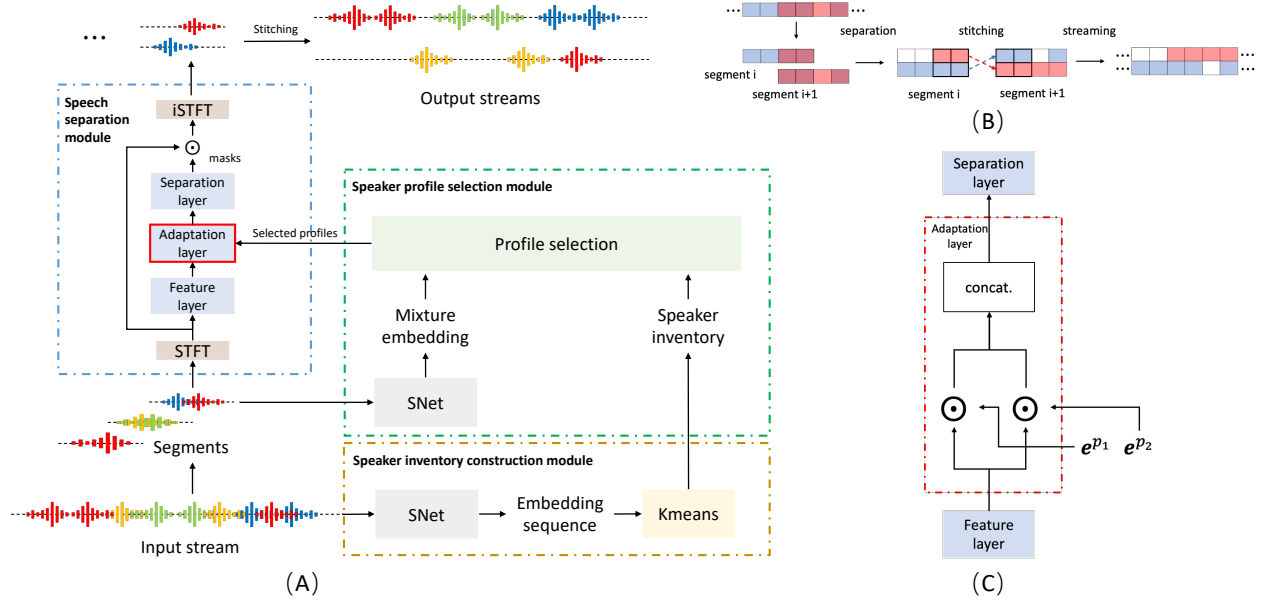 ...
Stitching
Output streams
Speech
separation
module
iSTFT
masks
Separation
layer
Adaptation
layer
Feature
layer
STFT
Segments
Input stream
Speaker profile selection module
Selected profiles
Profile selection
Mixture
embedding
Speaker
inventory
SNet
Speaker inventory construction module
SNet
Embedding
sequence
Kmeans
(A)
... ...
separation
stitching
streaming
segment i
segment i+1
segment i
segment i+1
... ...
... ...
(B)
Separation
layer
Adaptation
layer
concat.
e^{p_1} e^{p_2}
Feature
layer
(C)